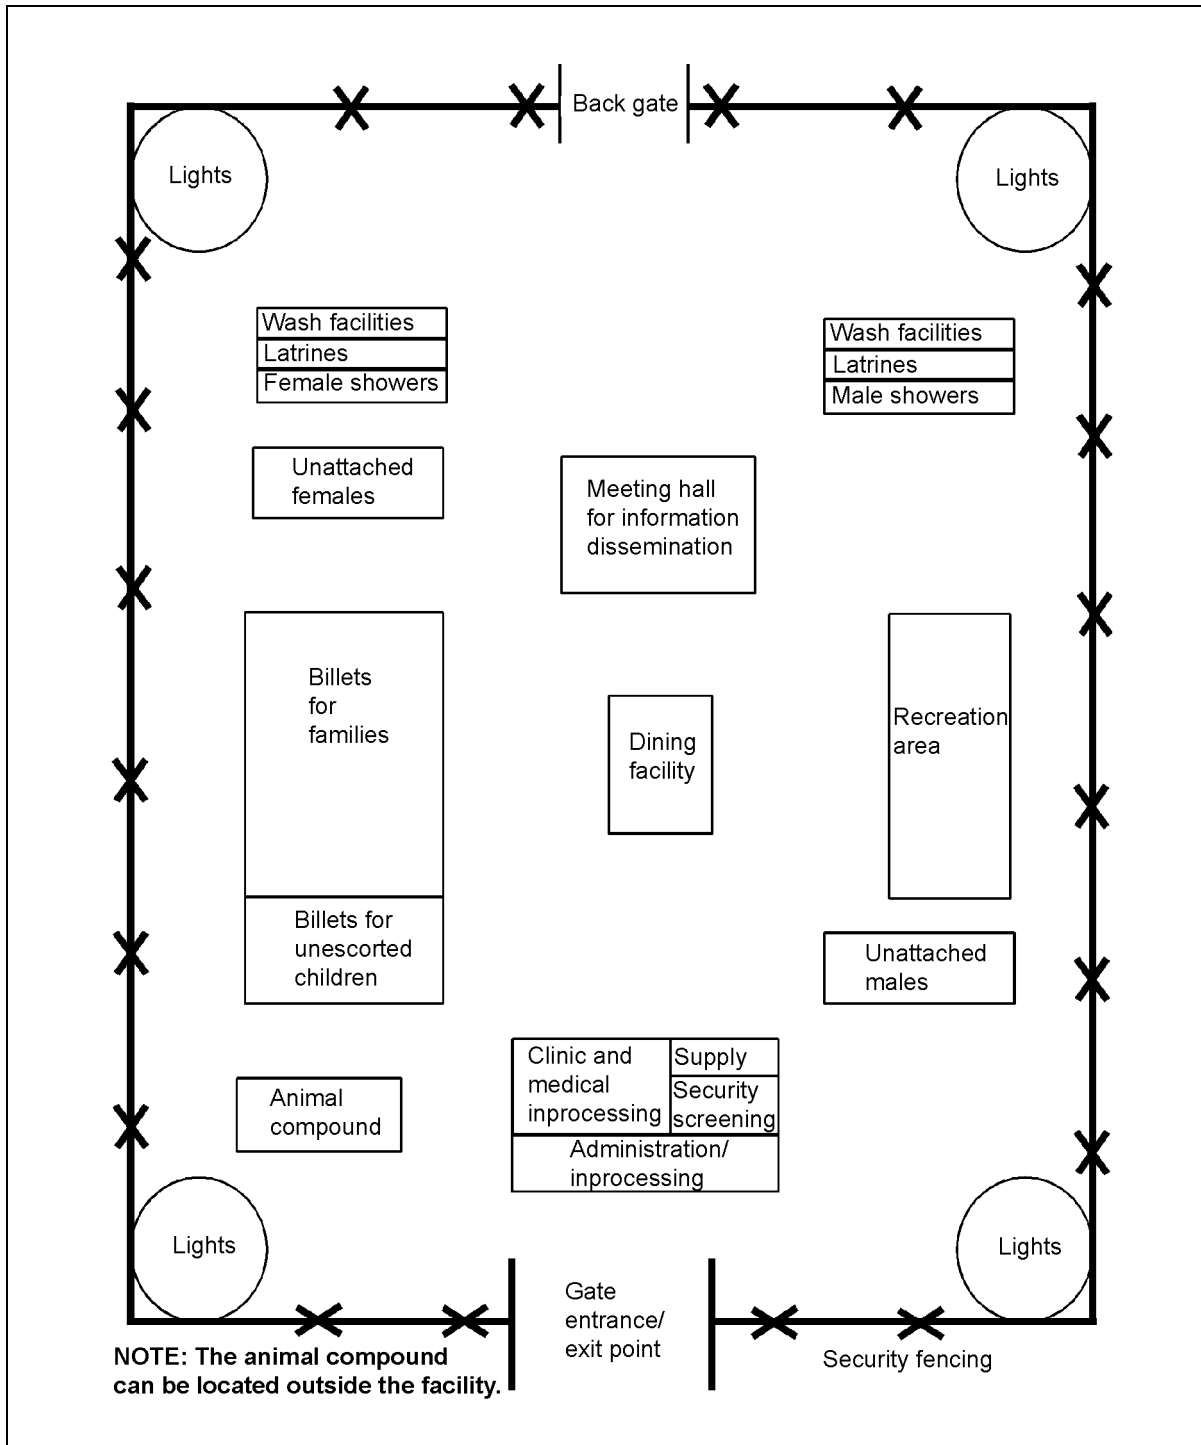 Back gate
Lights
Lights
Wash facilities
Latrines
Female showers
Wash facilities
Latrines
Male showers
Unattached
females
Meeting hall
for information
dissemination
Billets
for
families
Dining
facility
Recreation
area
Billets for
unescorted
children
Unattached
males
Clinic and
medical
inprocessing
Supply
Security
screening
Administration/
inprocessing
Animal
compound
Lights
Lights
Gate
entrance/
exit point
Security fencing
NOTE: The animal compound
can be located outside the facility.